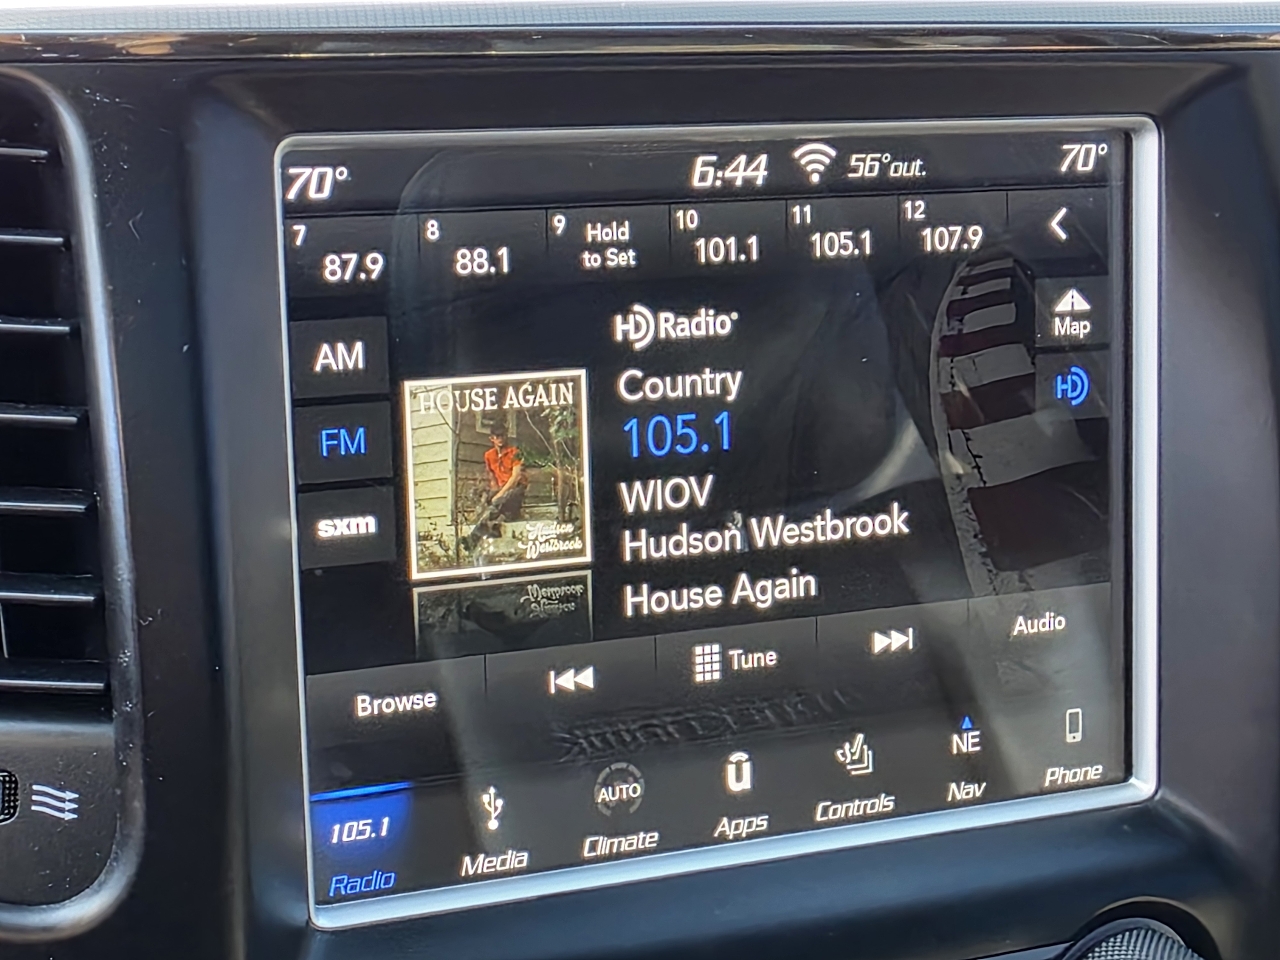 70°
6:44
56°out.
70°
7
87.9
8
88.1
9
Hold
to Set
10
101.1
11
105.1
12
107.9
AM
FM
sxm
HOUSE AGAIN
Hudson
Westbrook
HD Radio
Country
105.1
WIOV
Hudson Westbrook
House Again
Map
HD
Browse
Tune
Audio
105.1
Radio
Media
AUTO
Climate
ū
Apps
Controls
NE
Nav
Phone